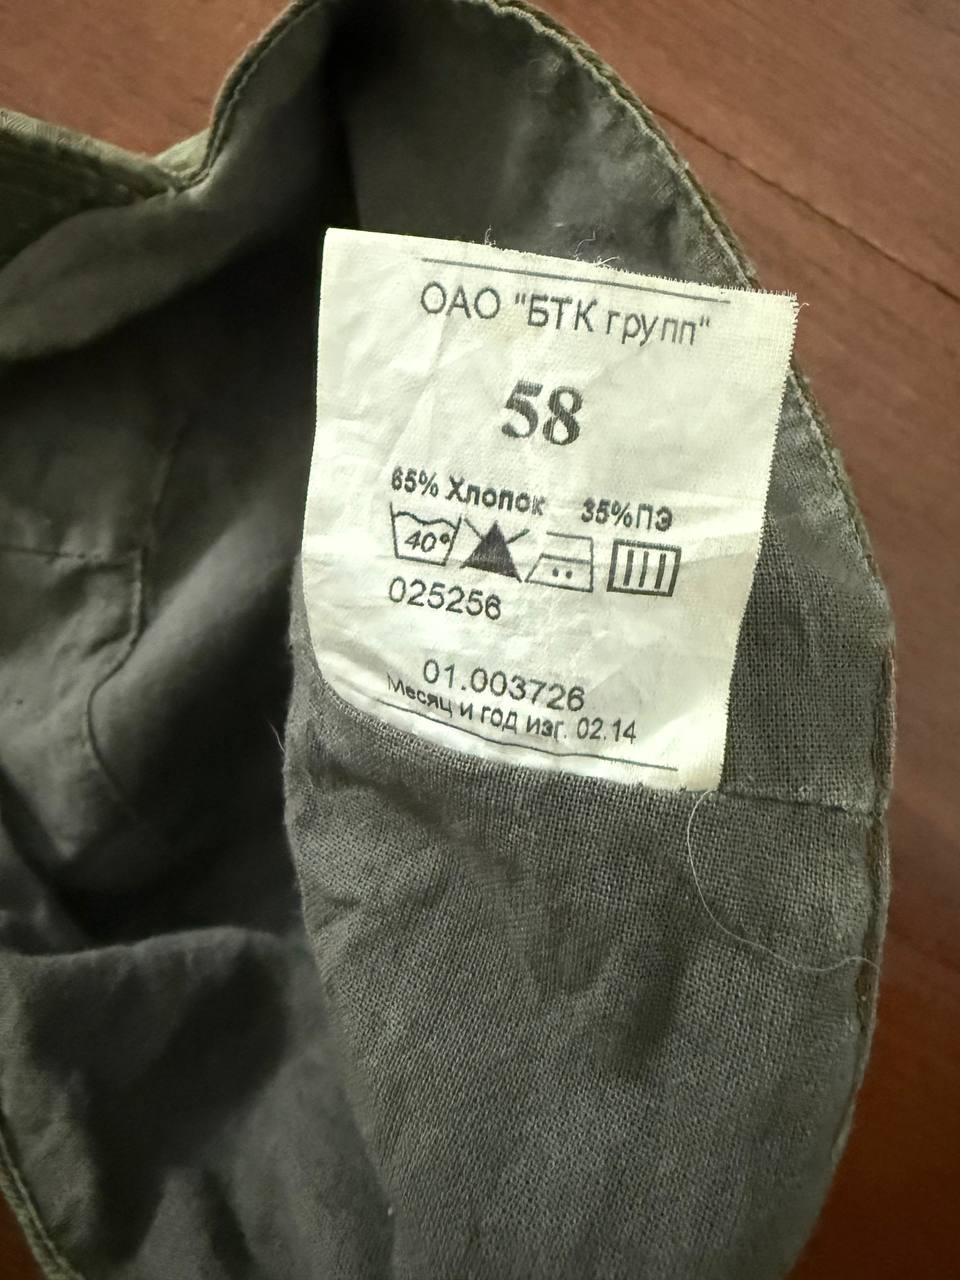 ОАО "БТК групп"
58
65% Хлопок 35%ПЭ
40°
025256
01.003726
Месяц и год изг. 02.14